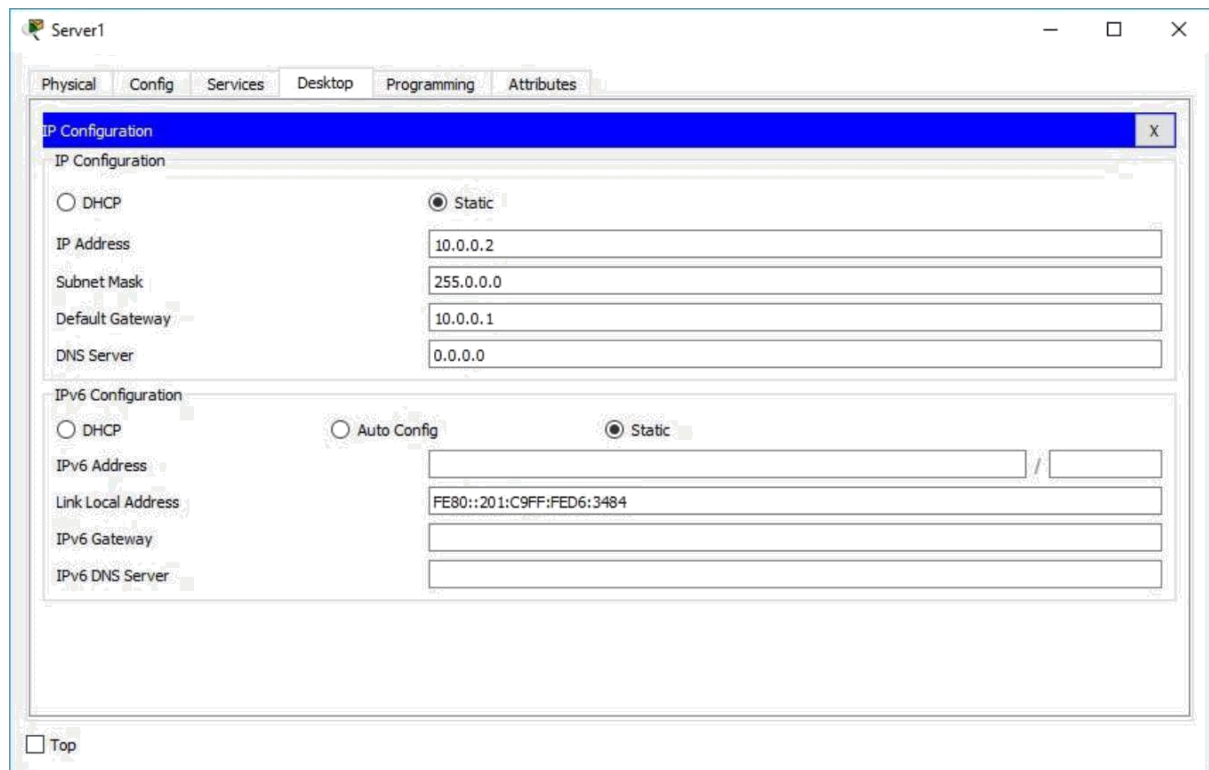 Server1
Physical Config Services Desktop Programming Attributes
IP Configuration X
IP Configuration
DHCP Static
IP Address 10.0.0.2
Subnet Mask 255.0.0.0
Default Gateway 10.0.0.1
DNS Server 0.0.0.0
IPv6 Configuration
DHCP Auto Config Static
IPv6 Address /
Link Local Address FE80::201:C9FF:FED6:3484
IPv6 Gateway
IPv6 DNS Server
Top